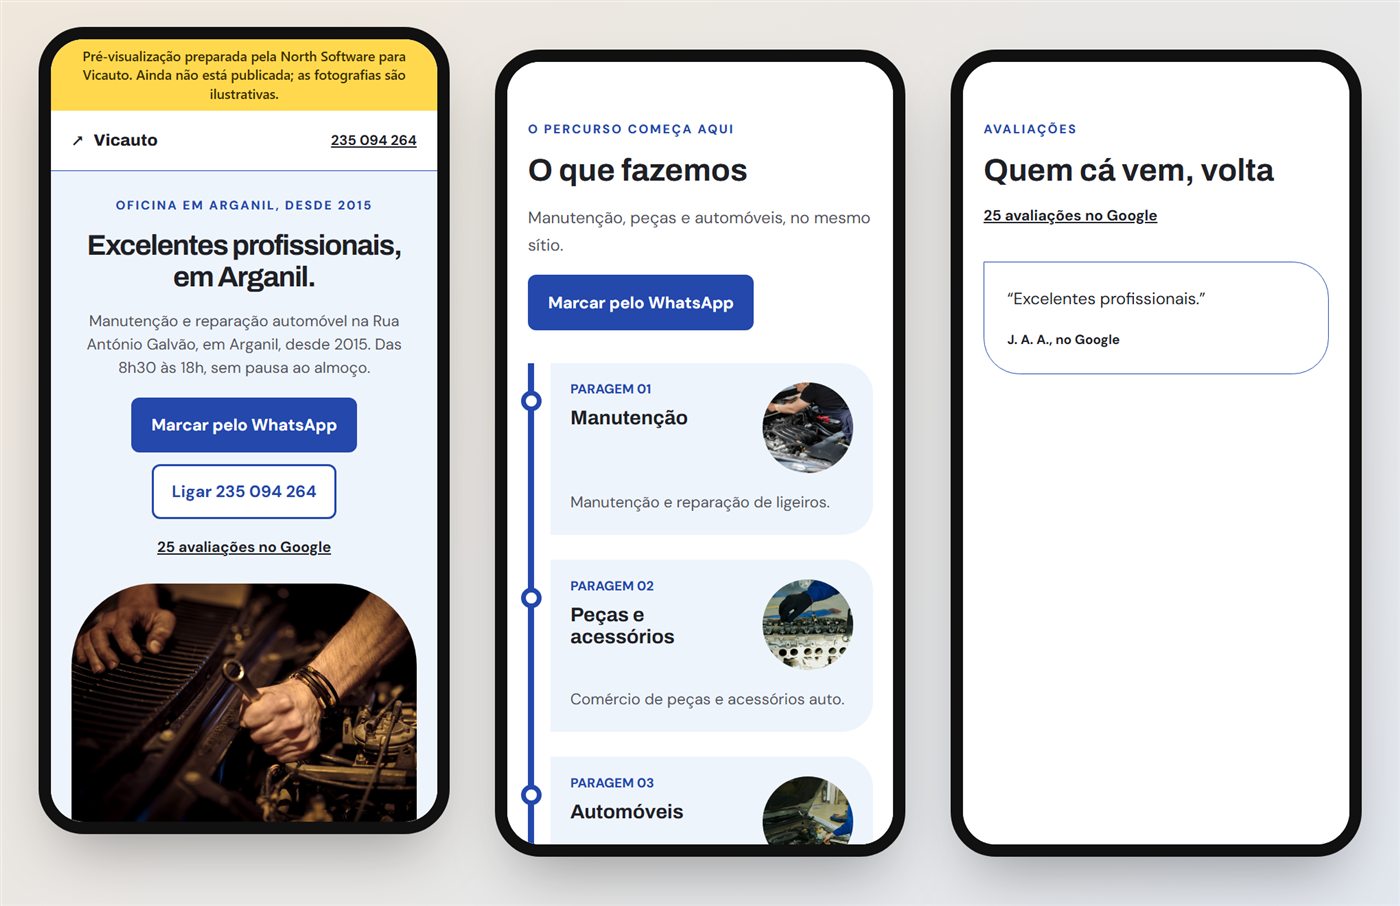 Pré-visualização preparada pela North Software para
Vicauto. Ainda não está publicada; as fotografias são
ilustrativas.
↗ Vicauto
235 094 264
OFICINA EM ARGANIL, DESDE 2015
Excelentes profissionais,
em Arganil.
Manutenção e reparação automóvel na Rua
António Galvão, em Arganil, desde 2015. Das
8h30 às 18h, sem pausa ao almoço.
Marcar pelo WhatsApp
Ligar 235 094 264
25 avaliações no Google
O PERCURSO COMEÇA AQUI
O que fazemos
Manutenção, peças e automóveis, no mesmo
sítio.
Marcar pelo WhatsApp
PARAGEM 01
Manutenção
Manutenção e reparação de ligeiros.
PARAGEM 02
Peças e
acessórios
Comércio de peças e acessórios auto.
PARAGEM 03
Automóveis
AVALIAÇÕES
Quem cá vem, volta
25 avaliações no Google
“Excelentes profissionais.”
J. A. A., no Google